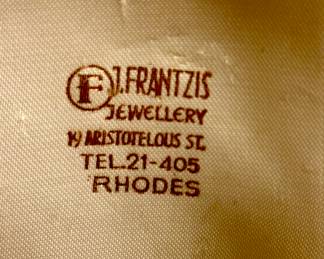 F J. FRANTZIS
JEWELLERY
19 ARISTOTELOUS ST.
TEL.21-405
RHODES